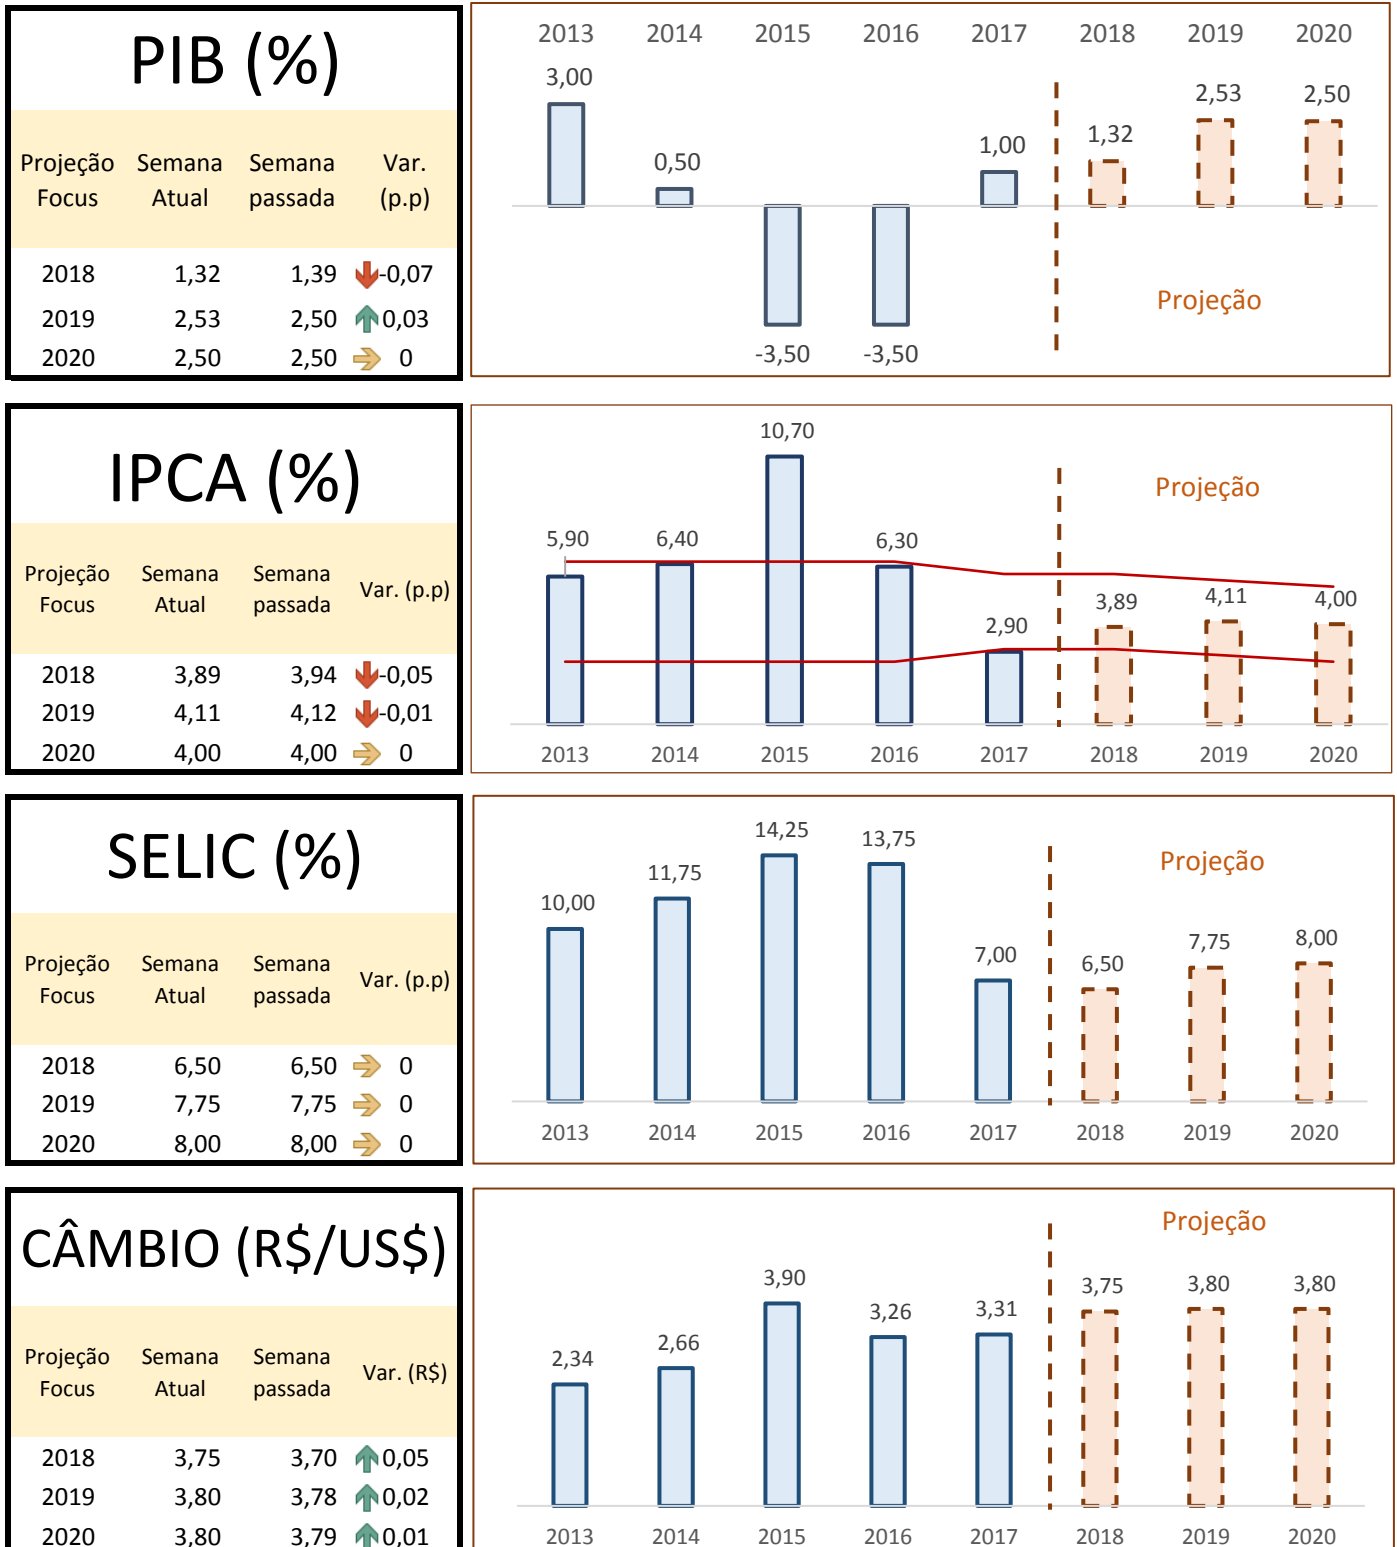 PIB (%)
Projeção Focus Semana Atual Semana passada Var. (p.p)
2018 1,32 1,39 -0,07
2019 2,53 2,50 0,03
2020 2,50 2,50 0
2013 2014 2015 2016 2017 2018 2019 2020
3,00 0,50 -3,50 -3,50 1,00 1,32 2,53 2,50
Projeção
IPCA (%)
Projeção Focus Semana Atual Semana passada Var. (p.p)
2018 3,89 3,94 -0,05
2019 4,11 4,12 -0,01
2020 4,00 4,00 0
Projeção
5,90 6,40 10,70 6,30 2,90 3,89 4,11 4,00
2013 2014 2015 2016 2017 2018 2019 2020
SELIC (%)
Projeção Focus Semana Atual Semana passada Var. (p.p)
2018 6,50 6,50 0
2019 7,75 7,75 0
2020 8,00 8,00 0
Projeção
10,00 11,75 14,25 13,75 7,00 6,50 7,75 8,00
2013 2014 2015 2016 2017 2018 2019 2020
CÂMBIO (R$/US$)
Projeção Focus Semana Atual Semana passada Var. (R$)
2018 3,75 3,70 0,05
2019 3,80 3,78 0,02
2020 3,80 3,79 0,01
Projeção
2,34 2,66 3,90 3,26 3,31 3,75 3,80 3,80
2013 2014 2015 2016 2017 2018 2019 2020